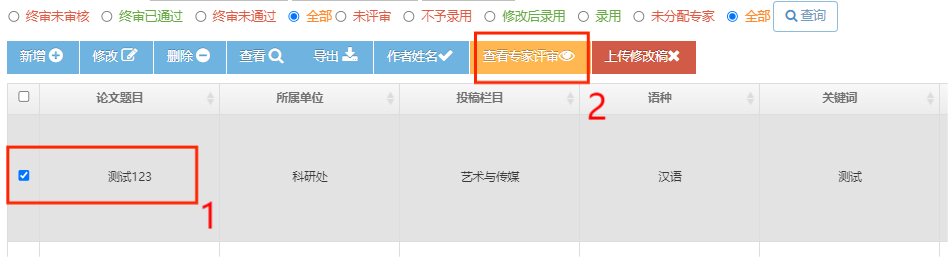 终审未审核 终审已通过 终审未通过 全部 未评审 不予录用 修改后录用 录用 未分配专家 全部 查询
新增 修改 删除 查看 导出 作者姓名 查看专家评审 上传修改稿
论文题目 所属单位 投稿栏目 语种 关键词
2
测试123 科研处 艺术与传媒 汉语 测试
1